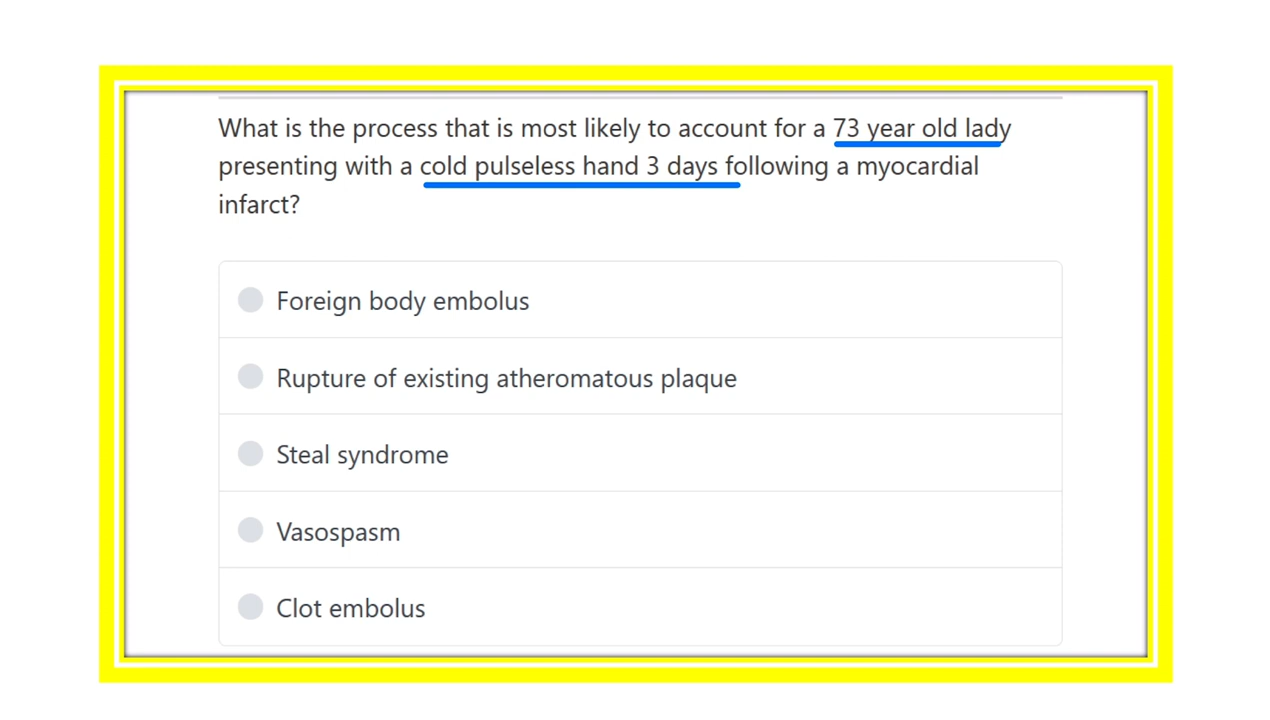 What is the process that is most likely to account for a 73 year old lady
presenting with a cold pulseless hand 3 days following a myocardial
infarct?
Foreign body embolus
Rupture of existing atheromatous plaque
Steal syndrome
Vasospasm
Clot embolus